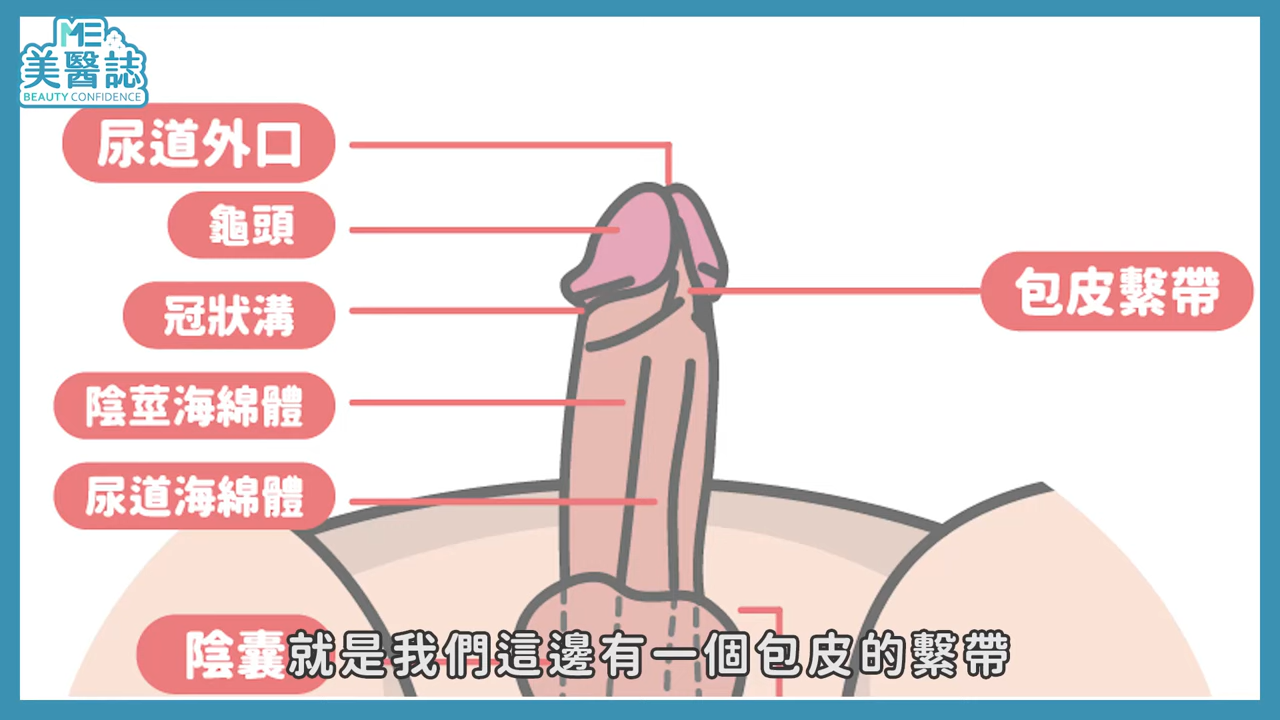 ME
美醫誌
BEAUTY CONFIDENCE
尿道外口
龜頭
冠狀溝
陰莖海綿體
尿道海綿體
陰囊
包皮繫帶
就是我們這邊有一個包皮的繫帶